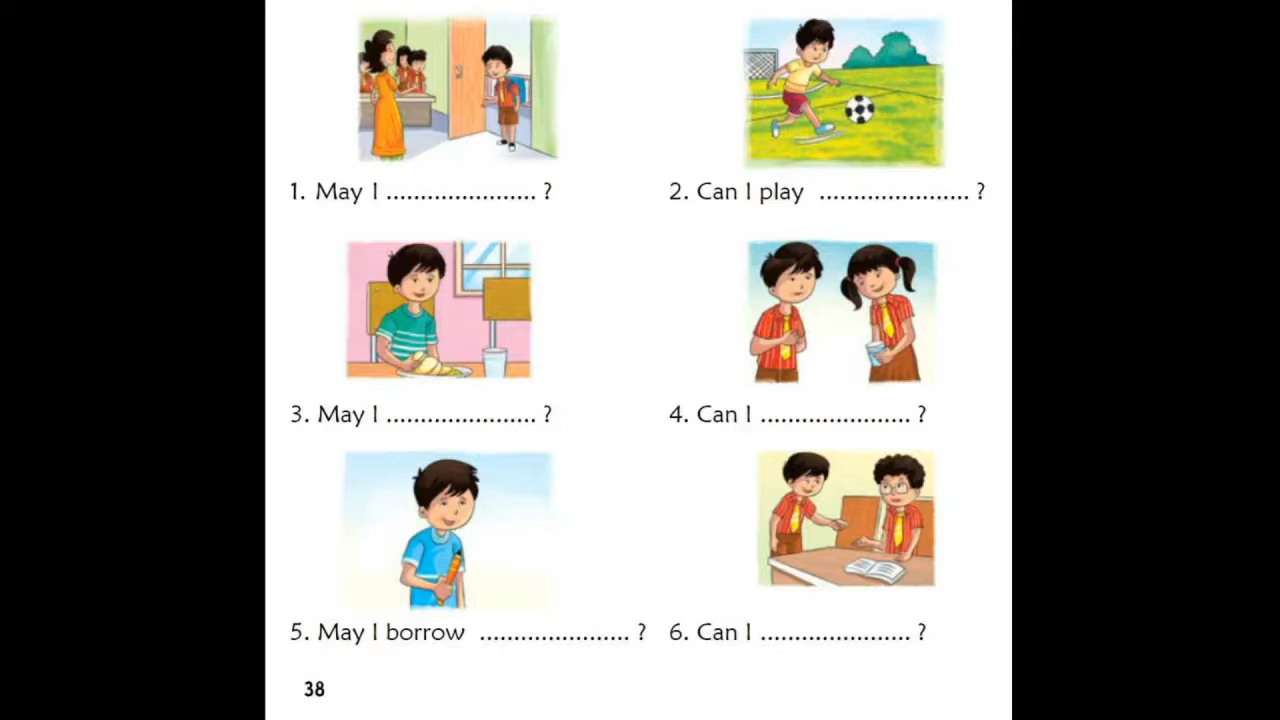 1. May I ...................... ?
2. Can I play ...................... ?
3. May I ...................... ?
4. Can I ...................... ?
5. May I borrow ...................... ?
6. Can I ...................... ?
38